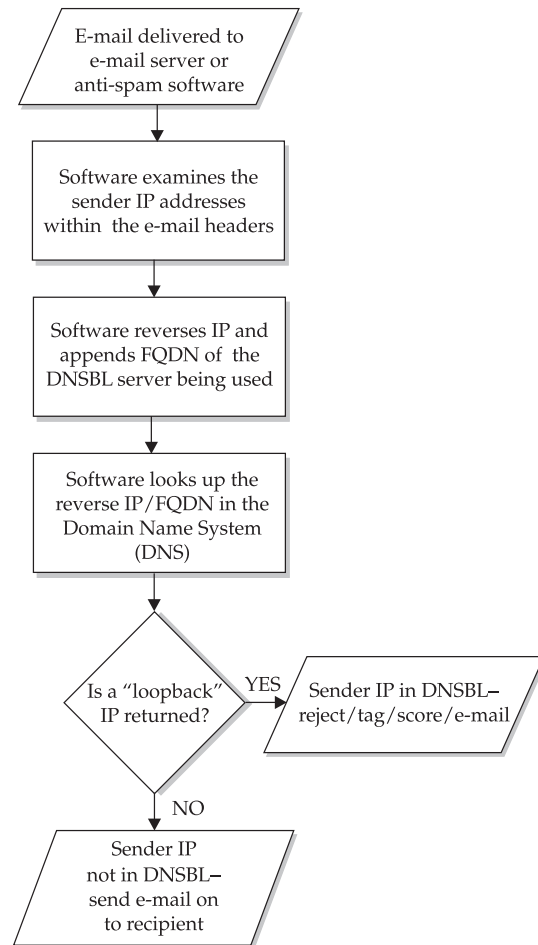 E-mail delivered to
e-mail server or
anti-spam software
Software examines the
sender IP addresses
within the e-mail headers
Software reverses IP and
appends FQDN of the
DNSBL server being used
Software looks up the
reverse IP/FQDN in the
Domain Name System
(DNS)
Is a “loopback”
IP returned?
YES
Sender IP in DNSBL–
reject/tag/score/e-mail
NO
Sender IP
not in DNSBL–
send e-mail on
to recipient